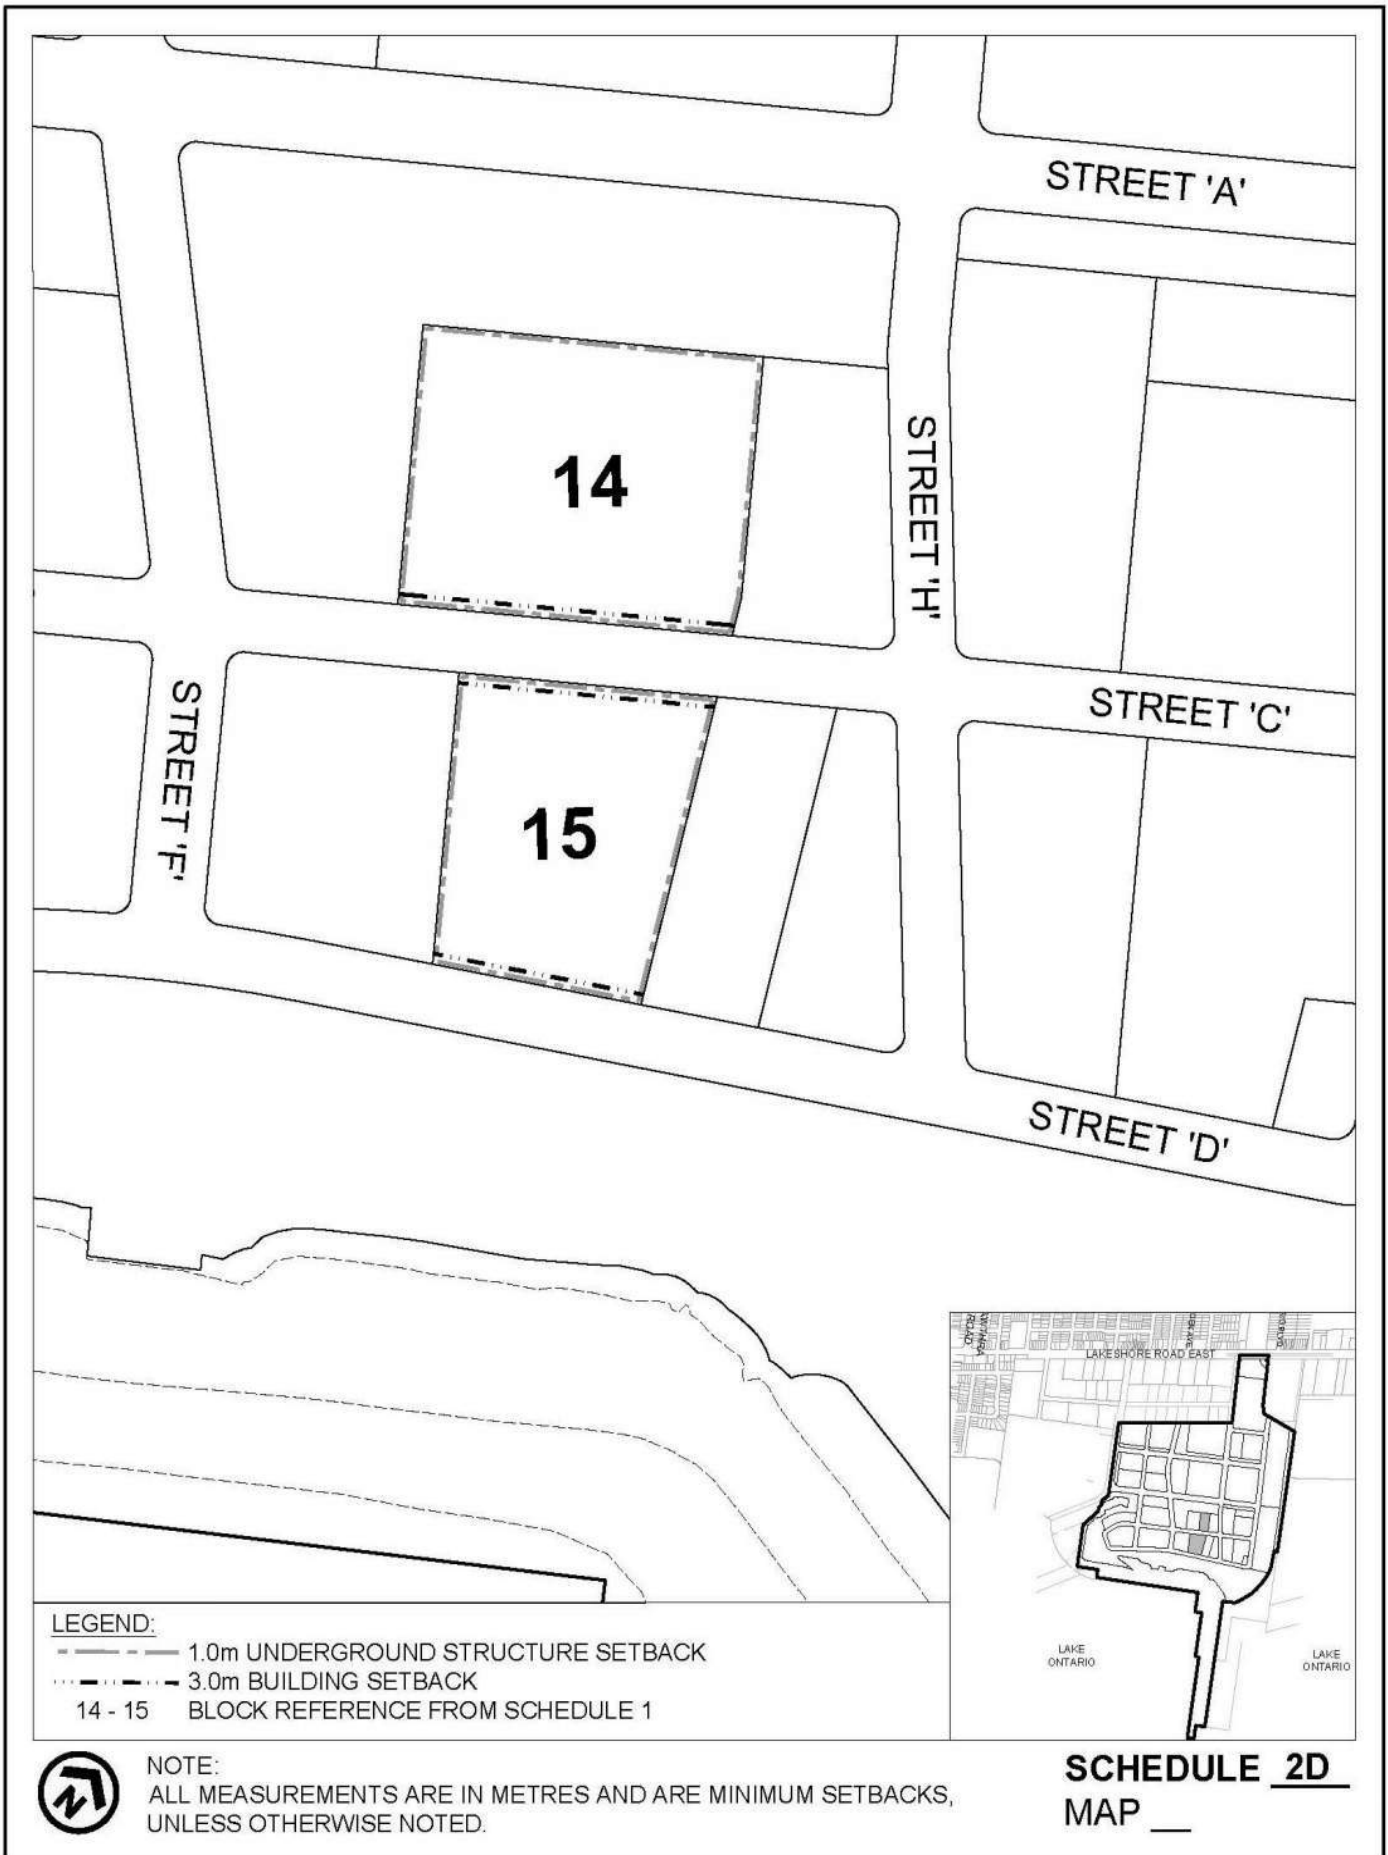 STREET 'A'
STREET 'H'
14
STREET 'C'
STREET 'F'
15
STREET 'D'
ROAD
LAKESHORE ROAD EAST
LAKE
ONTARIO
LAKE
ONTARIO
LEGEND:
1.0m UNDERGROUND STRUCTURE SETBACK
3.0m BUILDING SETBACK
14 - 15 BLOCK REFERENCE FROM SCHEDULE 1
N
NOTE:
ALL MEASUREMENTS ARE IN METRES AND ARE MINIMUM SETBACKS,
UNLESS OTHERWISE NOTED.
SCHEDULE 2D
MAP __